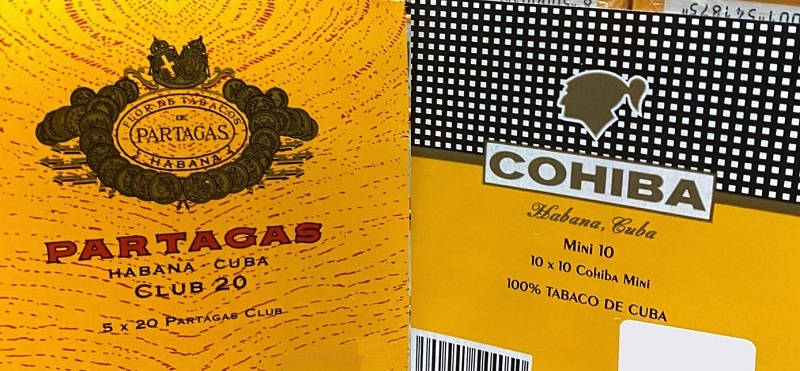 FLOR DE TABACOS
DE
PARTAGAS
HABANA
PARTAGAS
HABANA CUBA
CLUB 20
5 x 20 PARTAGAS CLUB
COHIBA
Habana, Cuba
Mini 10
10 x 10 Cohiba Mini
100% TABACO DE CUBA